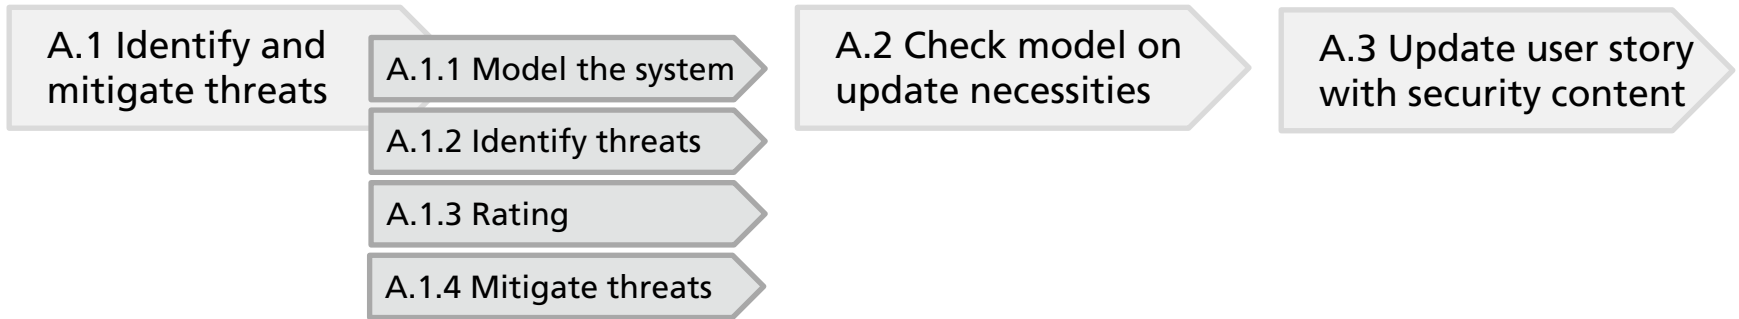 A.1 Identify and
mitigate threats
A.1.1 Model the system
A.1.2 Identify threats
A.1.3 Rating
A.1.4 Mitigate threats
A.2 Check model on
update necessities
A.3 Update user story
with security content